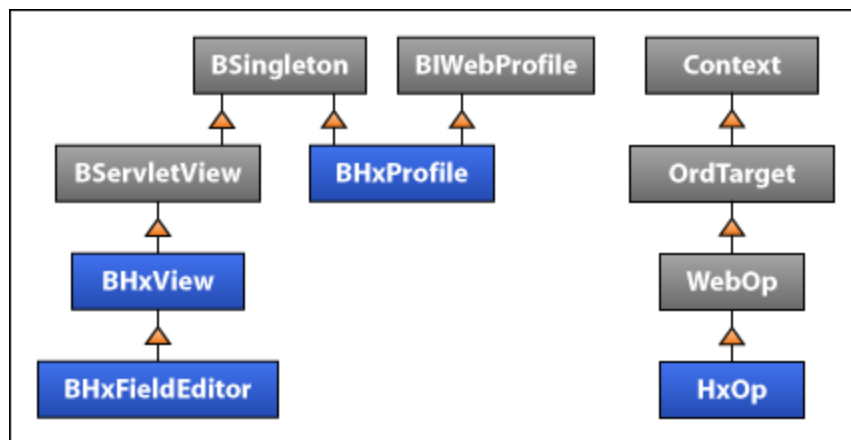 BSingleton
BIWebProfile
Context
BServletView
BHxProfile
OrdTarget
BHxView
WebOp
BHxFieldEditor
HxOp